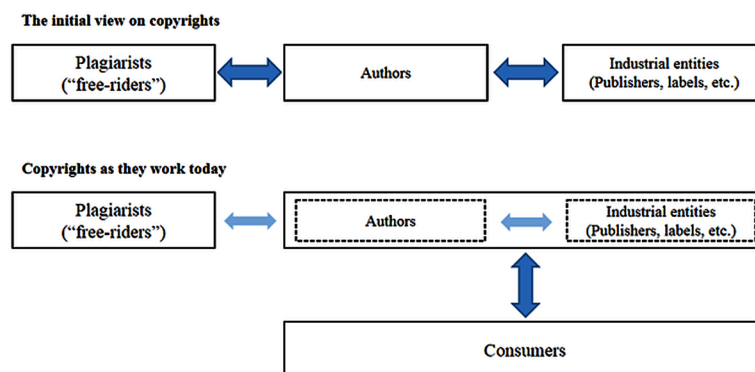 The initial view on copyrights
Plagiarists
(“free-riders”)
Authors
Industrial entities
(Publishers, labels, etc.)
Copyrights as they work today
Plagiarists
(“free-riders”)
Authors
Industrial entities
(Publishers, labels, etc.)
Consumers